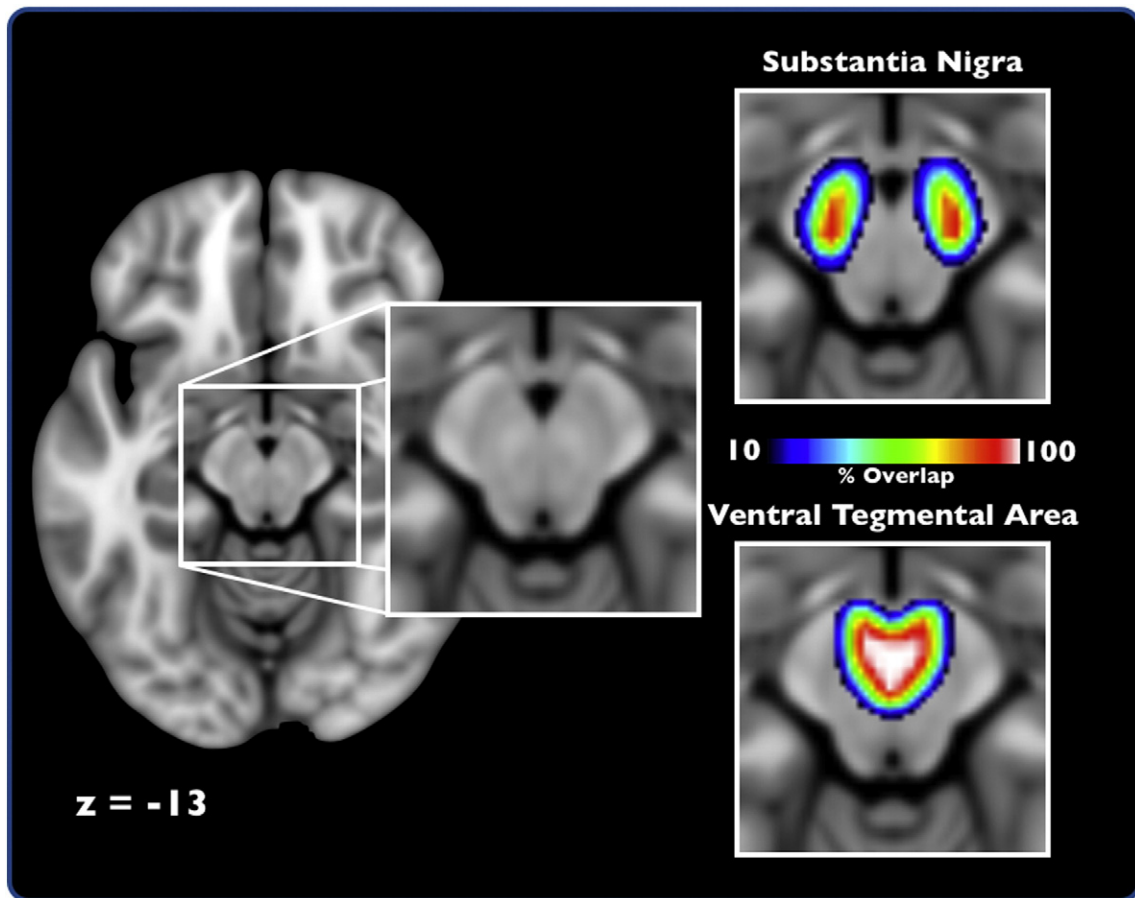 Substantia Nigra
10
100
% Overlap
Ventral Tegmental Area
z = -13